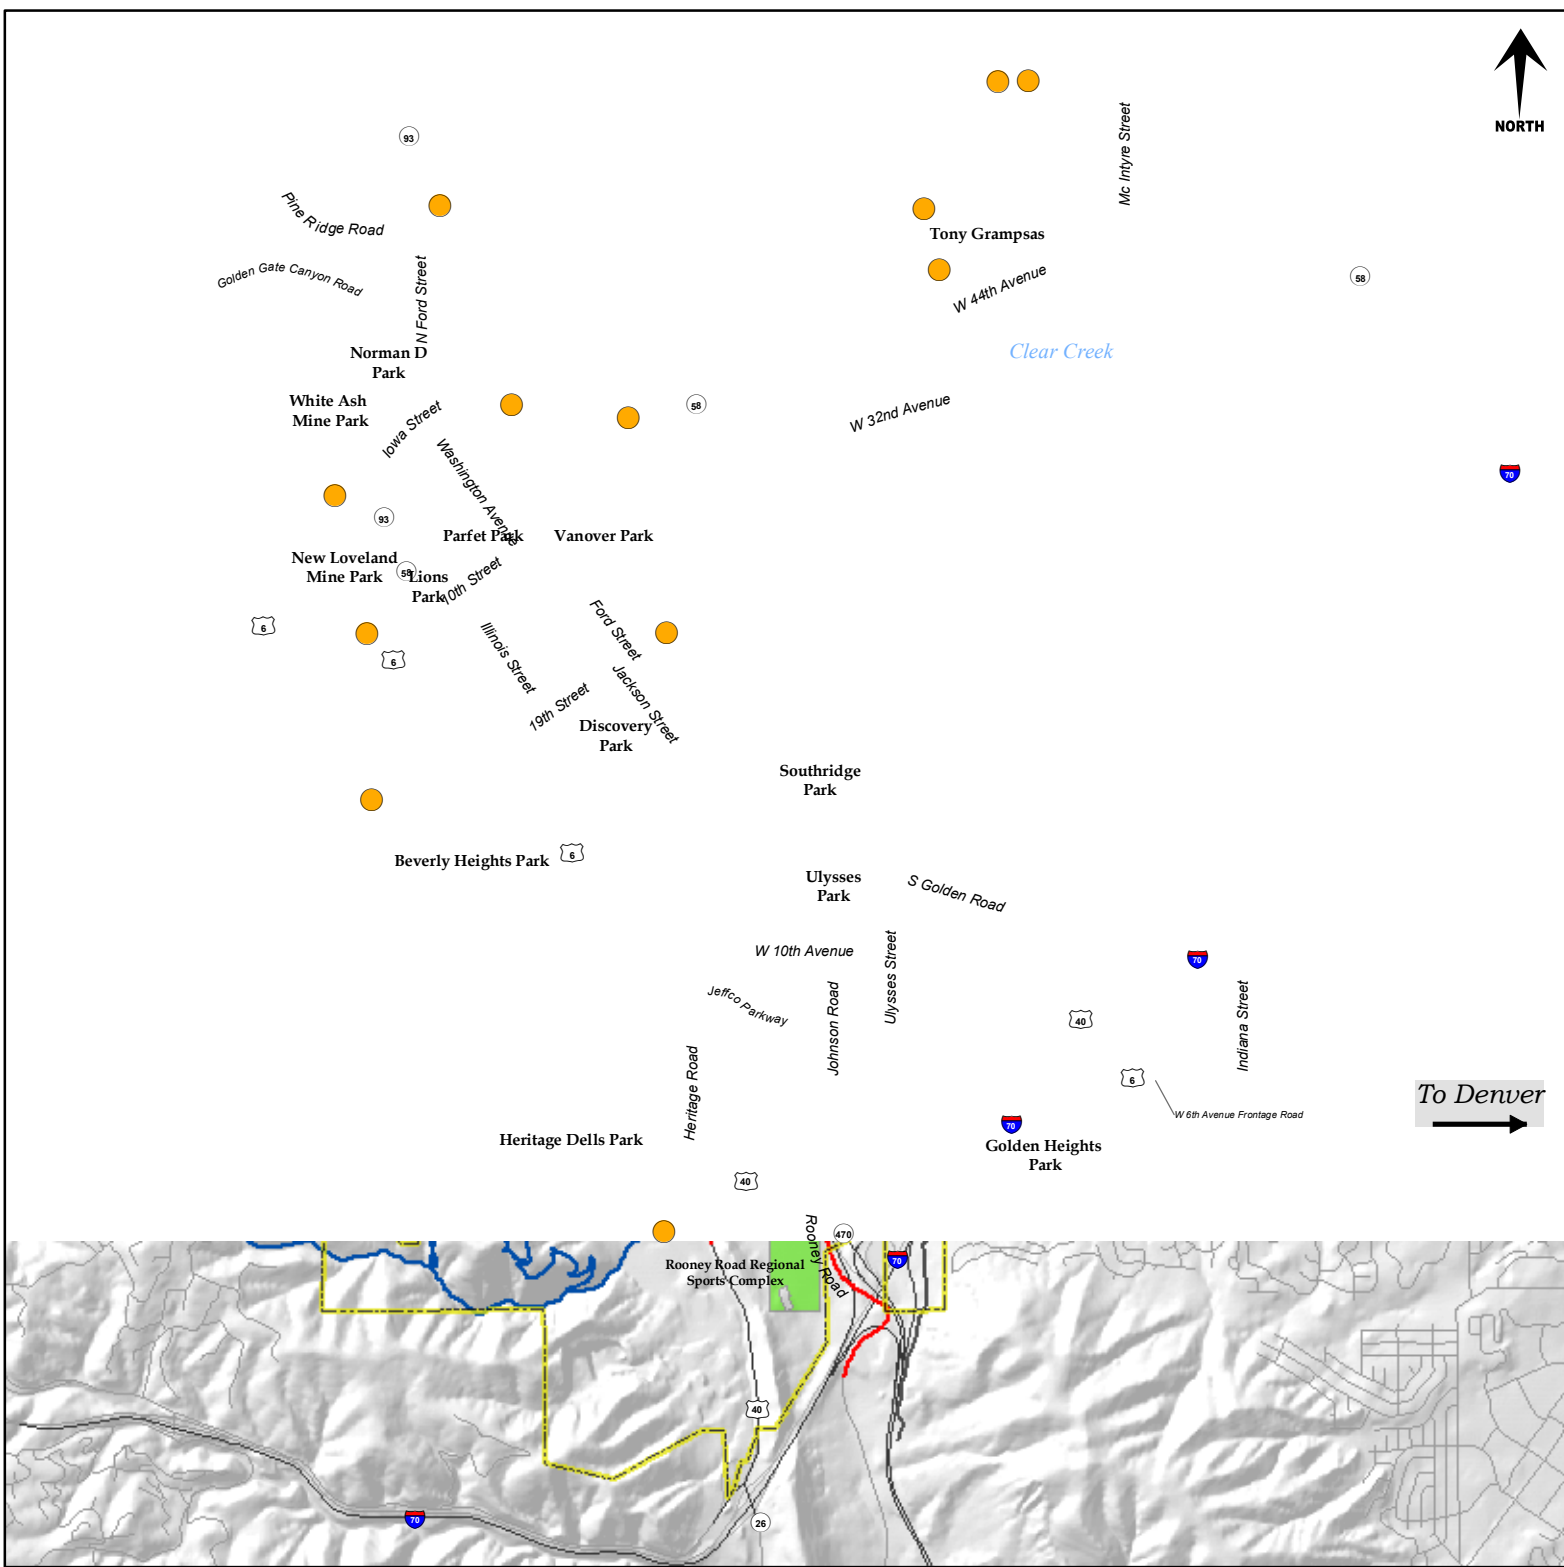 NORTH
Mc Intyre Street
93
Pine Ridge Road
Tony Grampsas
Golden Gate Canyon Road
N Ford Street
W 44th Avenue
58
Clear Creek
Norman D
Park
White Ash
Mine Park
Iowa Street
58
W 32nd Avenue
Washington Avenue
70
93
Parfet Park
Vanover Park
New Loveland
Mine Park
58
Lions
Park
10th Street
6
6
Illinois Street
Ford Street
Jackson Street
19th Street
Discovery
Park
Southridge
Park
Beverly Heights Park
6
Ulysses
Park
S Golden Road
W 10th Avenue
Ulysses Street
70
Jeffco Parkway
Johnson Road
40
Indiana Street
Heritage Road
6
W 6th Avenue Frontage Road
To Denver
70
Heritage Dells Park
Golden Heights
Park
40
Rooney Road
470
70
Rooney Road Regional
Sports Complex
40
70
26